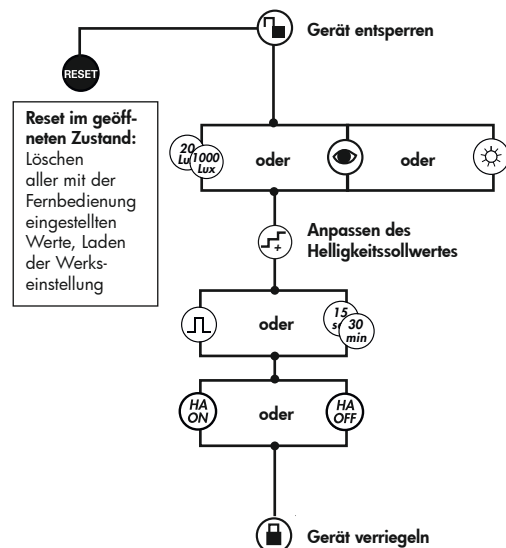 Gerät entsperren
RESET
Reset im geöff-
neten Zustand:
Löschen
aller mit der
Fernbedienung
eingestellten
Werte, Laden
der Werks-
einstellung
20
Lux
1000
Lux
oder
oder
Anpassen des
Helligkeitssollwertes
+
oder
15
30
min
HA
ON
oder
HA
OFF
Gerät verriegeln